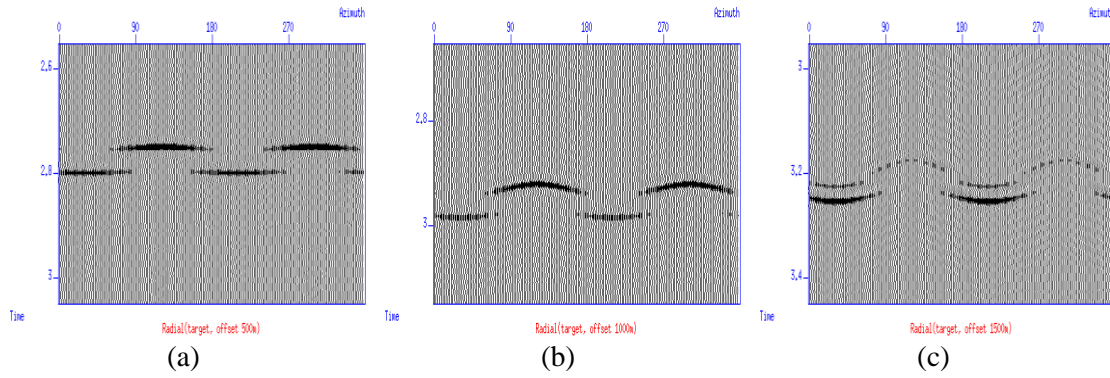 Azimuth
0 90 180 270
2.6
2.8
3
Time
Radial(target, offset 500m)
(a)
Azimuth
0 90 180 270
2.8
3
Time
Radial(target, offset 1000m)
(b)
Azimuth
0 90 180 270
3
3.2
3.4
Time
Radial(target, offset 1500m)
(c)